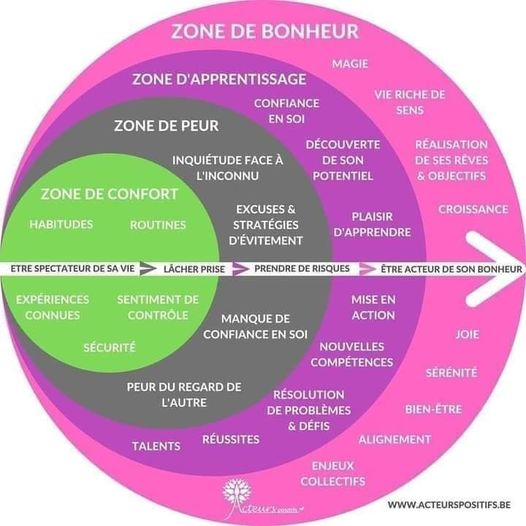 ZONE DE BONHEUR
MAGIE
VIE RICHE DE
SENS
RÉALISATION
DE SES RÊVES
& OBJECTIFS
CROISSANCE
ZONE D'APPRENTISSAGE
CONFIANCE
EN SOI
DÉCOUVERTE
DE SON
POTENTIEL
PLAISIR
D'APPRENDRE
ZONE DE PEUR
INQUIÉTUDE FACE À
L'INCONNU
EXCUSES &
STRATÉGIES
D'ÉVITEMENT
ZONE DE CONFORT
HABITUDES
ROUTINES
ETRE SPECTATEUR DE SA VIE
LÂCHER PRISE
PRENDRE DE RISQUES
ÊTRE ACTEUR DE SON BONHEUR
EXPÉRIENCES
CONNUES
SENTIMENT DE
CONTRÔLE
SÉCURITÉ
MANQUE DE
CONFIANCE EN SOI
PEUR DU REGARD DE
L'AUTRE
MISE EN
ACTION
NOUVELLES
COMPÉTENCES
RÉSOLUTION
DE PROBLÈMES
& DÉFIS
RÉUSSITES
TALENTS
JOIE
SÉRÉNITÉ
BIEN-ÊTRE
ALIGNEMENT
ENJEUX
COLLECTIFS
Acteurs Positifs
WWW.ACTEURSPOSITIFS.BE